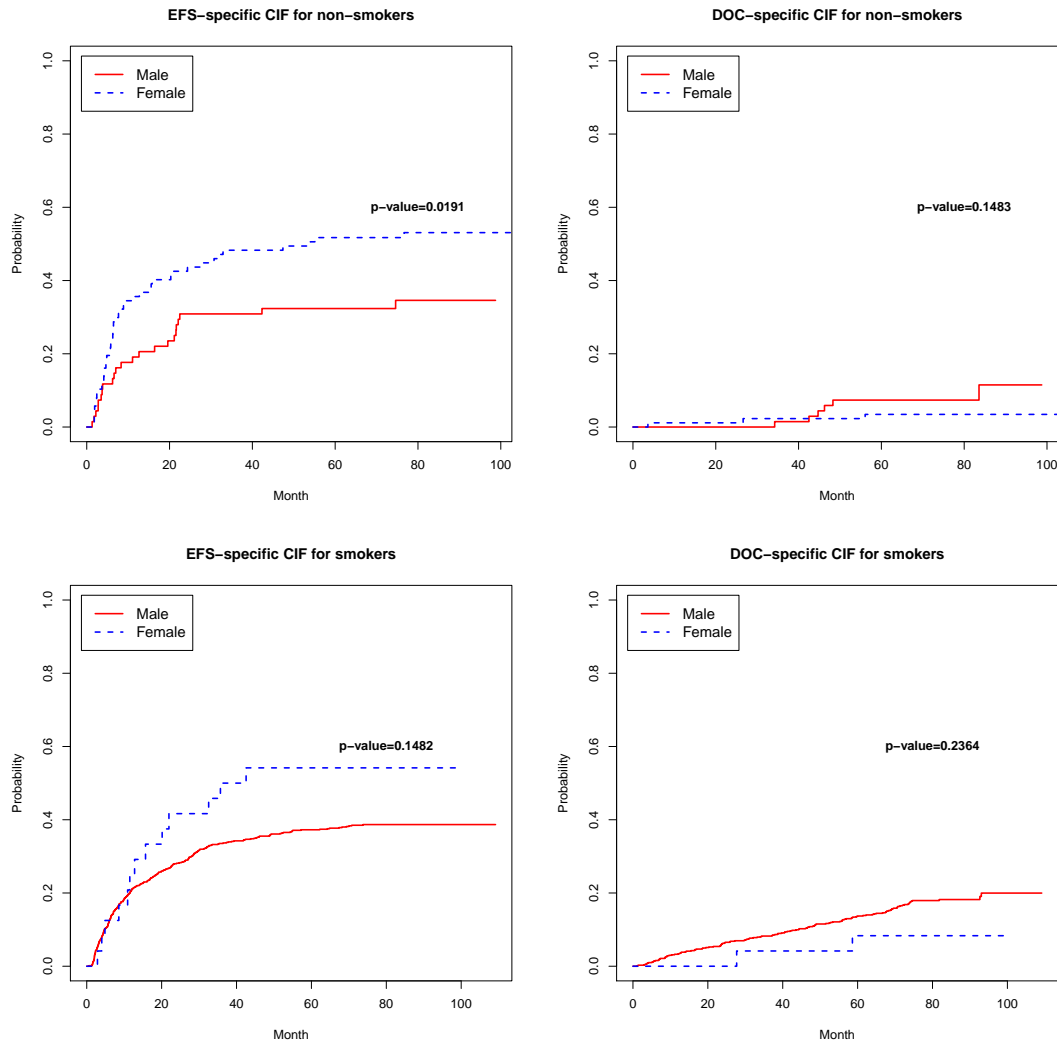 EFS−specific CIF for non−smokers
Male
Female
p−value=0.0191
Probability
0.0 0.2 0.4 0.6 0.8 1.0
0 20 40 60 80 100
Month
DOC−specific CIF for non−smokers
Male
Female
p−value=0.1483
Probability
0.0 0.2 0.4 0.6 0.8 1.0
0 20 40 60 80 100
Month
EFS−specific CIF for smokers
Male
Female
p−value=0.1482
Probability
0.0 0.2 0.4 0.6 0.8 1.0
0 20 40 60 80 100
Month
DOC−specific CIF for smokers
Male
Female
p−value=0.2364
Probability
0.0 0.2 0.4 0.6 0.8 1.0
0 20 40 60 80 100
Month